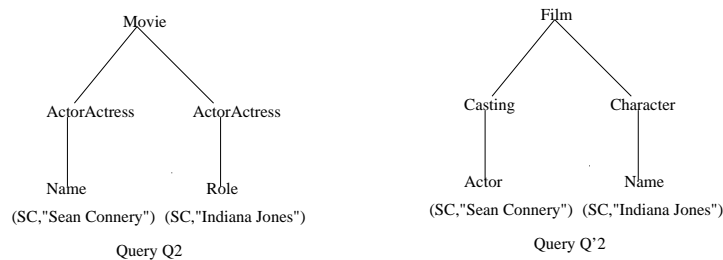 Movie
ActorActress ActorActress
Name Role
(SC,"Sean Connery") (SC,"Indiana Jones")
Query Q2
Film
Casting Character
Actor Name
(SC,"Sean Connery") (SC,"Indiana Jones")
Query Q'2